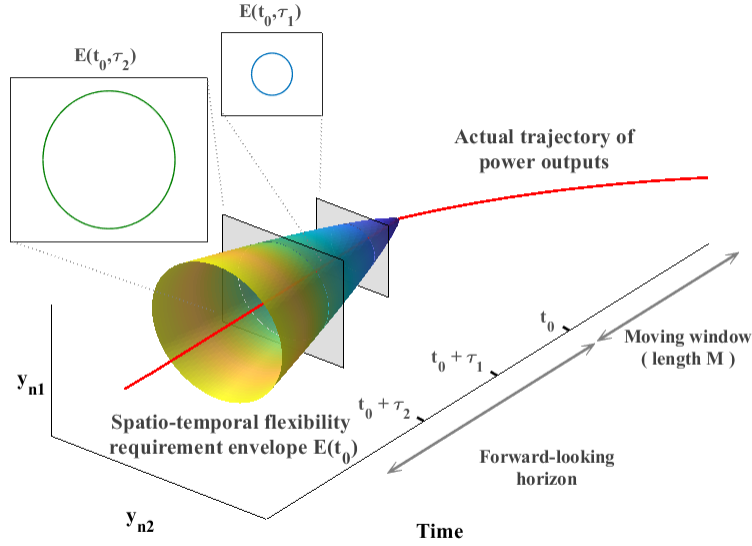 E(t₀,τ₁)
E(t₀,τ₂)
Actual trajectory of
power outputs
t₀
Moving window
( length M )
t₀ + τ₁
yₙ₁
t₀ + τ₂
Spatio-temporal flexibility
requirement envelope E(t₀)
Forward-looking
horizon
yₙ₂
Time